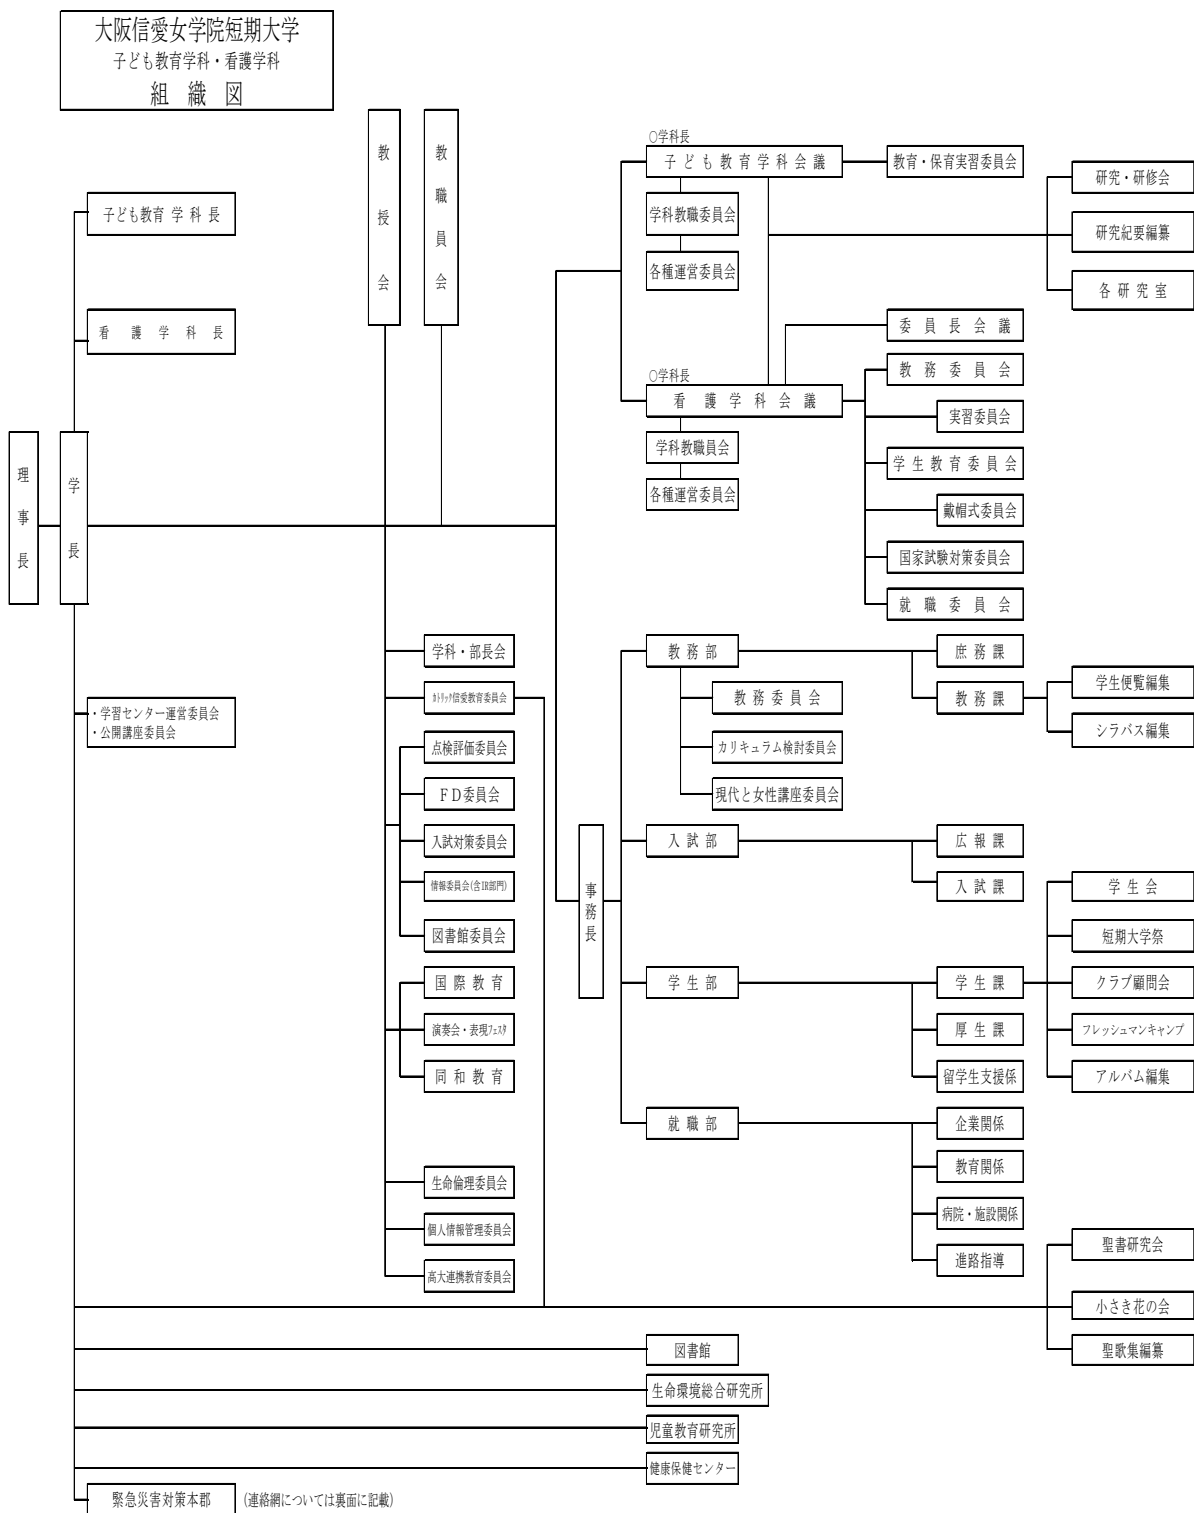 大阪信愛女学院短期大学
子ども教育学科・看護学科
組織図
教授会
教職員会
理事長
学長
子ども教育学科長
看護学科長
・学習センター運営委員会
・公開講座委員会
○学科長
子ども教育学科会議
学科教職委員会
各種運営委員会
教育・保育実習委員会
研究・研修会
研究紀要編纂
各研究室
○学科長
看護学科会議
学科教職員会
各種運営委員会
委員長会議
教務委員会
実習委員会
学生教育委員会
戴帽式委員会
国家試験対策委員会
就職委員会
学科・部長会
カトリック信愛教育委員会
点検評価委員会
FD委員会
入試対策委員会
情報委員会(含IR部門)
図書館委員会
国際教育
演奏会・表現フェスタ
同和教育
生命倫理委員会
個人情報管理委員会
高大連携教育委員会
事務長
教務部
教務委員会
カリキュラム検討委員会
現代と女性講座委員会
庶務課
教務課
学生便覧編集
シラバス編集
入試部
広報課
入試課
学生部
学生課
厚生課
留学生支援係
学生会
短期大学祭
クラブ顧問会
フレッシュマンキャンプ
アルバム編集
就職部
企業関係
教育関係
病院・施設関係
進路指導
聖書研究会
小さき花の会
聖歌集編纂
図書館
生命環境総合研究所
児童教育研究所
健康保健センター
緊急災害対策本郡
(連絡網については裏面に記載)